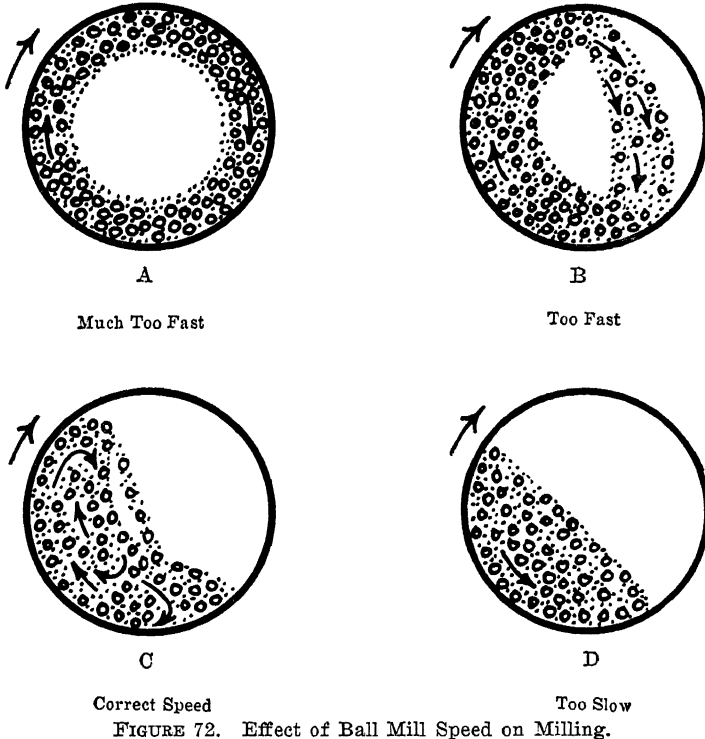 A
B
Much Too Fast
Too Fast
C
D
Correct Speed
Too Slow
FIGURE 72. Effect of Ball Mill Speed on Milling.